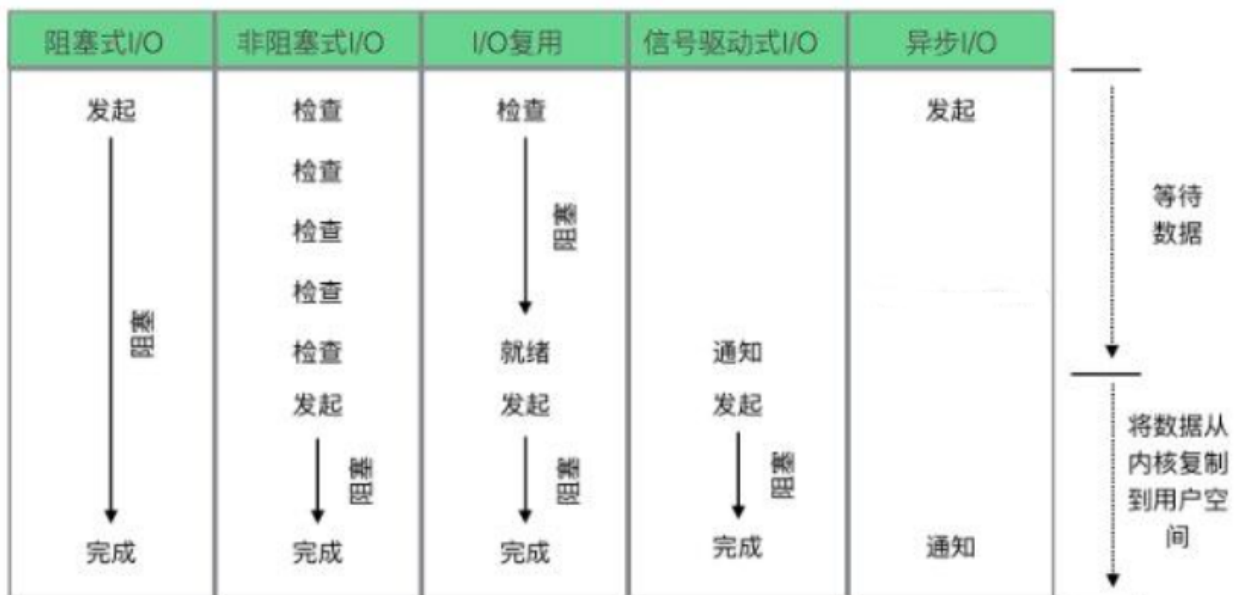 阻塞式I/O
非阻塞式I/O
I/O复用
信号驱动式I/O
异步I/O
发起
检查
检查
发起
检查
检查
检查
检查
就绪
通知
发起
发起
发起
阻塞
阻塞
阻塞
阻塞
阻塞
完成
完成
完成
完成
通知
等待
数据
将数据从
内核复制
到用户空
间